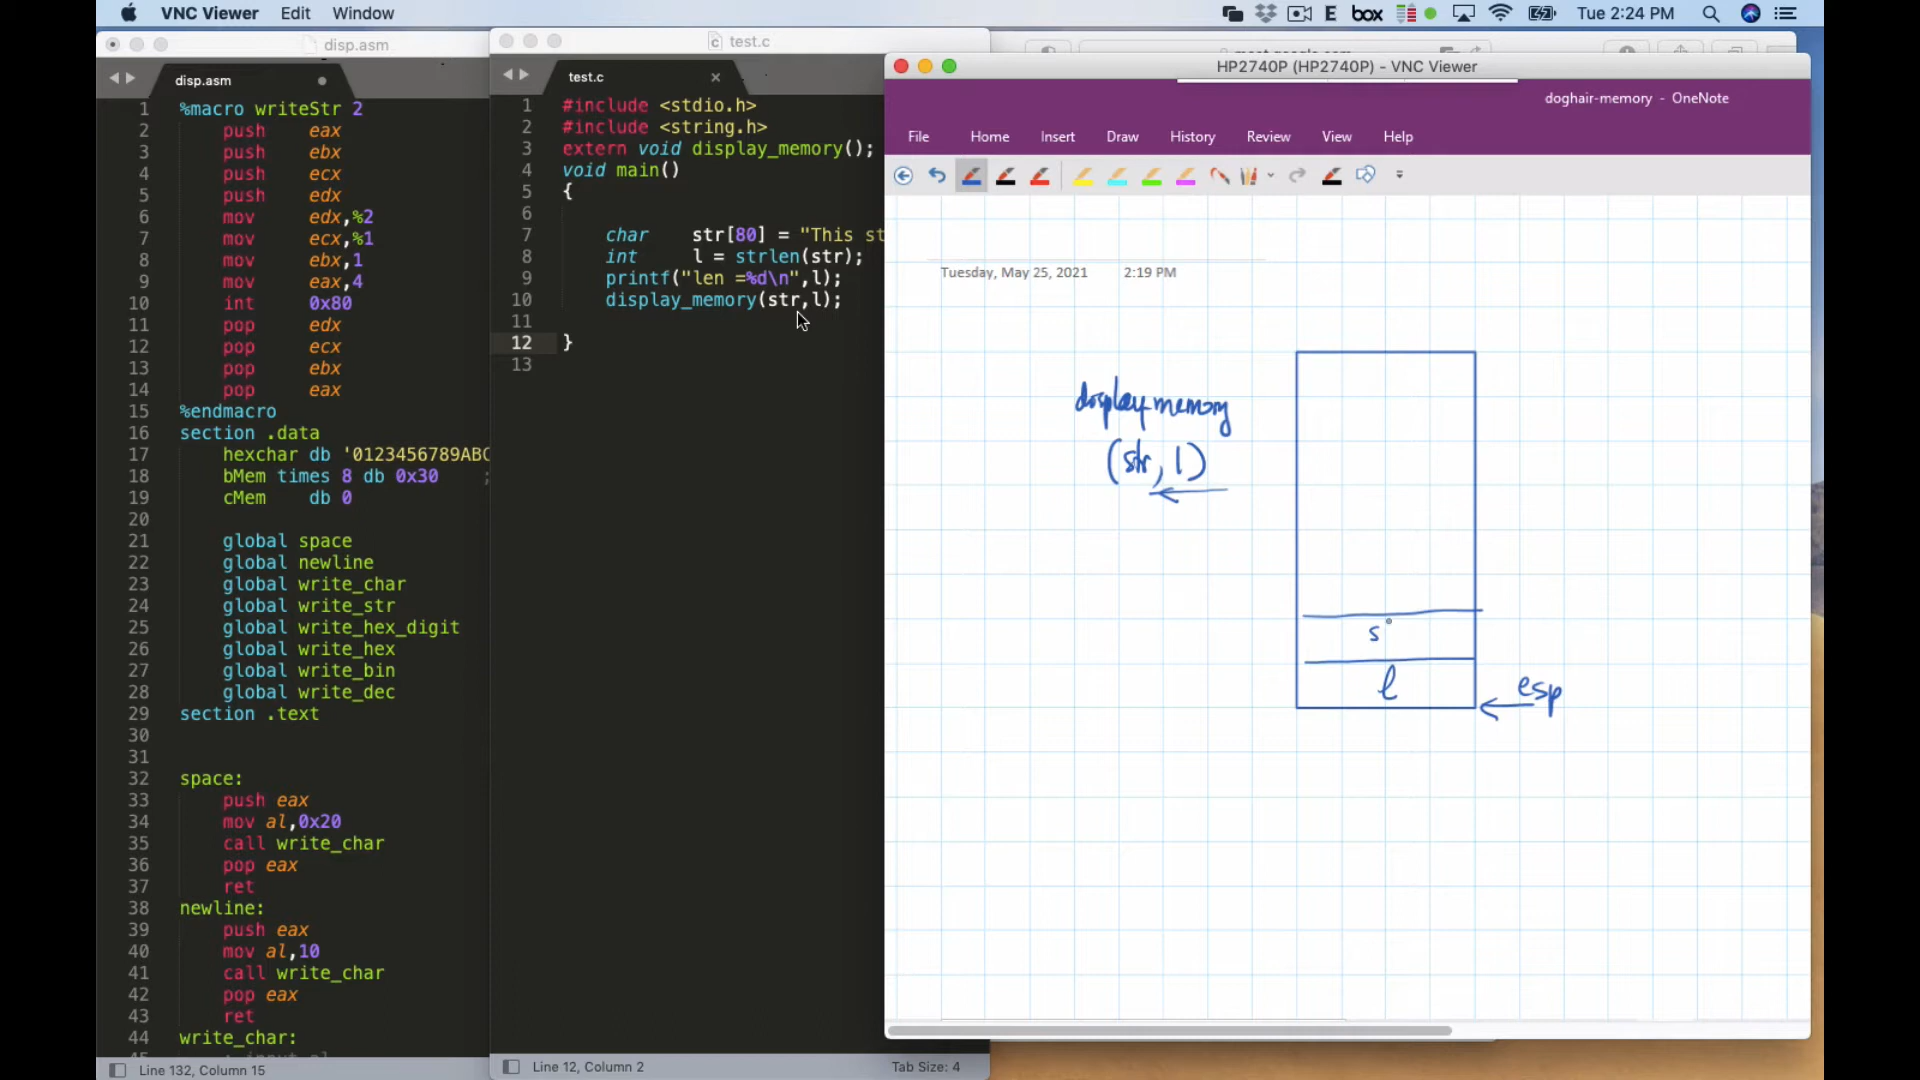 VNC Viewer Edit Window
E box Tue 2:24 PM
disp.asm
disp.asm
1 %macro writeStr 2
2 push eax
3 push ebx
4 push ecx
5 push edx
6 mov edx,%2
7 mov ecx,%1
8 mov ebx,1
9 mov eax,4
10 int 0x80
11 pop edx
12 pop ecx
13 pop ebx
14 pop eax
15 %endmacro
16 section .data
17 hexchar db '0123456789ABC
18 bMem times 8 db 0x30 ;
19 cMem db 0
20
21 global space
22 global newline
23 global write_char
24 global write_str
25 global write_hex_digit
26 global write_hex
27 global write_bin
28 global write_dec
29 section .text
30
31
32 space:
33 push eax
34 mov al,0x20
35 call write_char
36 pop eax
37 ret
38 newline:
39 push eax
40 mov al,10
41 call write_char
42 pop eax
43 ret
44 write_char:
Line 132, Column 15
test.c
test.c
1 #include <stdio.h>
2 #include <string.h>
3 extern void display_memory();
4 void main()
5 {
6
7 char str[80] = "This st
8 int l = strlen(str);
9 printf("len =%d\n",l);
10 display_memory(str,l);
11
12 }
13
Line 12, Column 2 Tab Size: 4
HP2740P (HP2740P) - VNC Viewer
doghair-memory - OneNote
File Home Insert Draw History Review View Help
Tuesday, May 25, 2021 2:19 PM
display-memory
(str, l)
s
l
esp